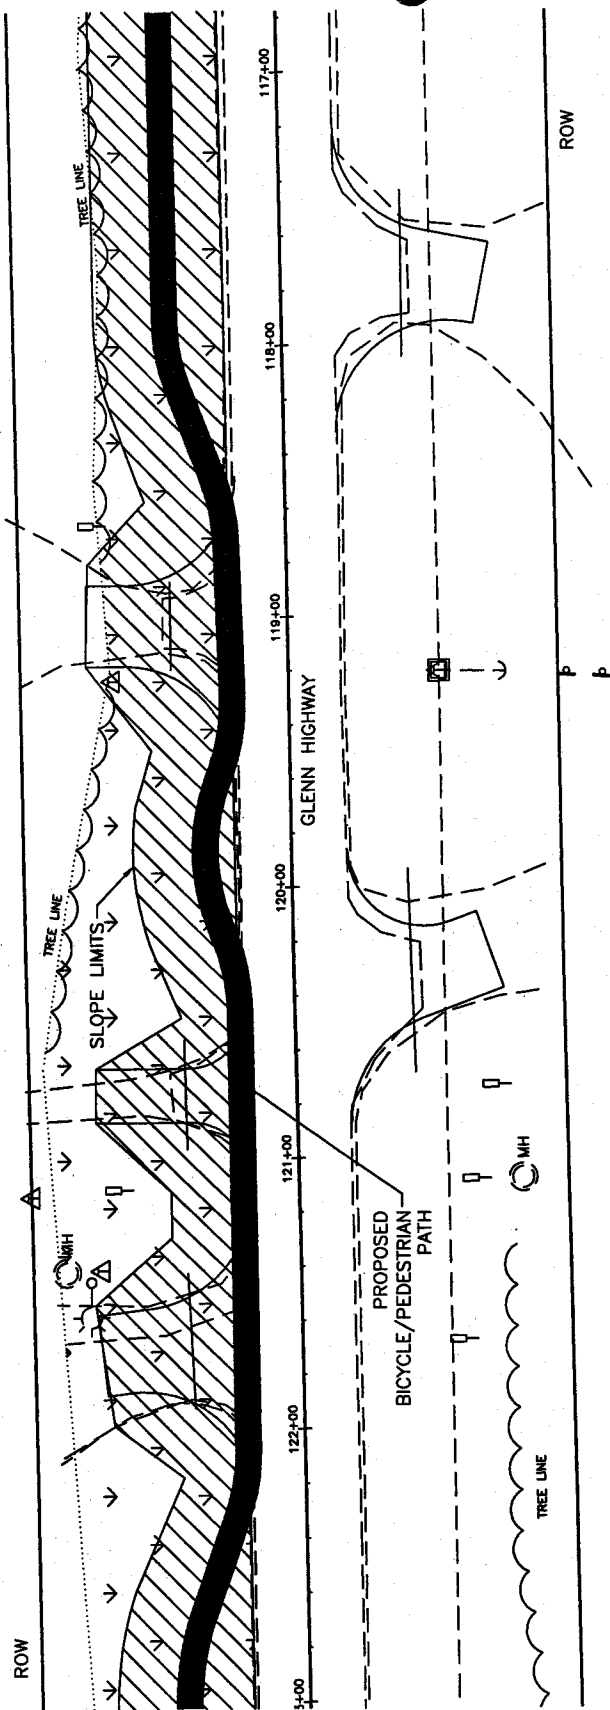 117+00
ROW
TREE LINE
118+00
119+00
GLENN HIGHWAY
120+00
TREE LINE
SLOPE LIMITS
121+00
MH
PROPOSED
BICYCLE/PEDESTRIAN
PATH
MH
122+00
TREE LINE
ROW
+00